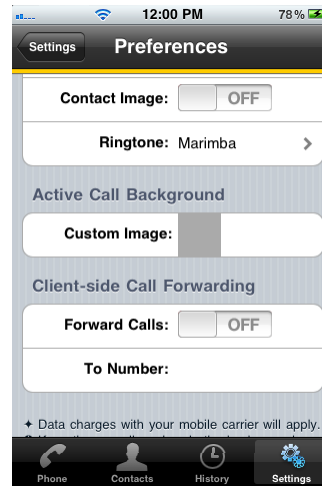 12:00 PM 78%
Settings Preferences
Contact Image: OFF
Ringtone: Marimba
Active Call Background
Custom Image:
Client-side Call Forwarding
Forward Calls: OFF
To Number:
✦ Data charges with your mobile carrier will apply.
Phone Contacts History Settings